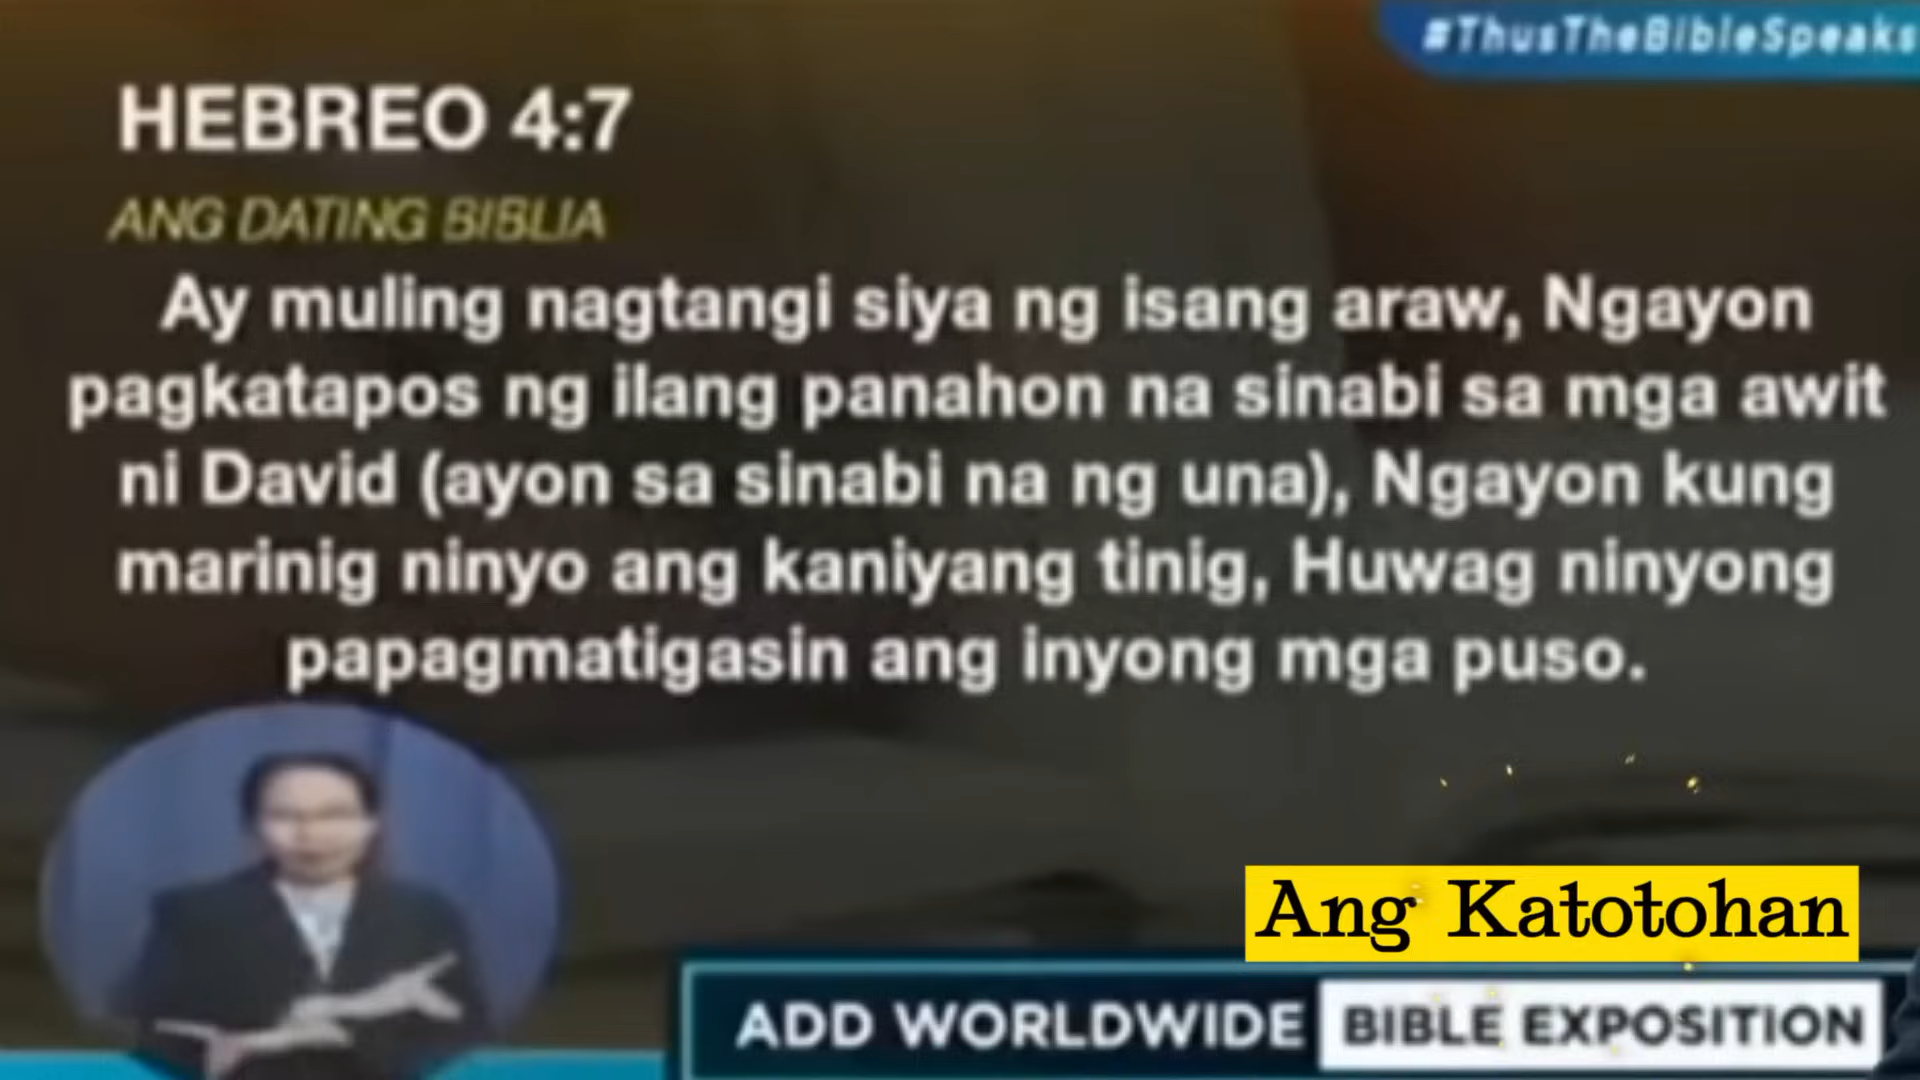 #ThusTheBibleSpeaks
HEBREO 4:7
ANG DATING BIBLIA
Ay muling nagtangi siya ng isang araw, Ngayon
pagkatapos ng ilang panahon na sinabi sa mga awit
ni David (ayon sa sinabi na ng una), Ngayon kung
marinig ninyo ang kaniyang tinig, Huwag ninyong
papagmatigasin ang inyong mga puso.
Ang Katotohan
ADD WORLDWIDE BIBLE EXPOSITION